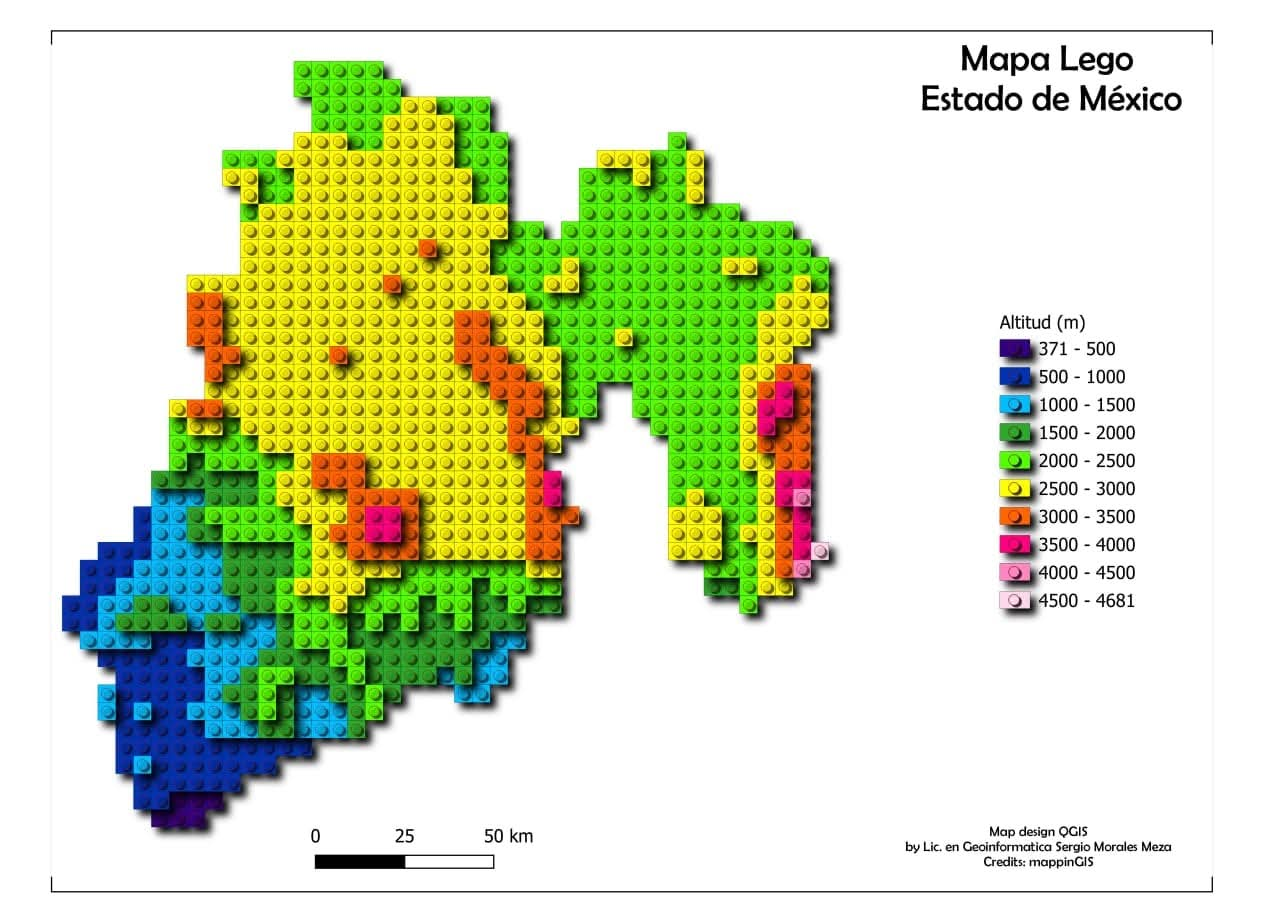 Mapa Lego
Estado de México
Altitud (m)
371 - 500
500 - 1000
1000 - 1500
1500 - 2000
2000 - 2500
2500 - 3000
3000 - 3500
3500 - 4000
4000 - 4500
4500 - 4681
0 25 50 km
Map design QGIS
by Lic. en Geoinformatica Sergio Morales Meza
Credits: mappinGIS